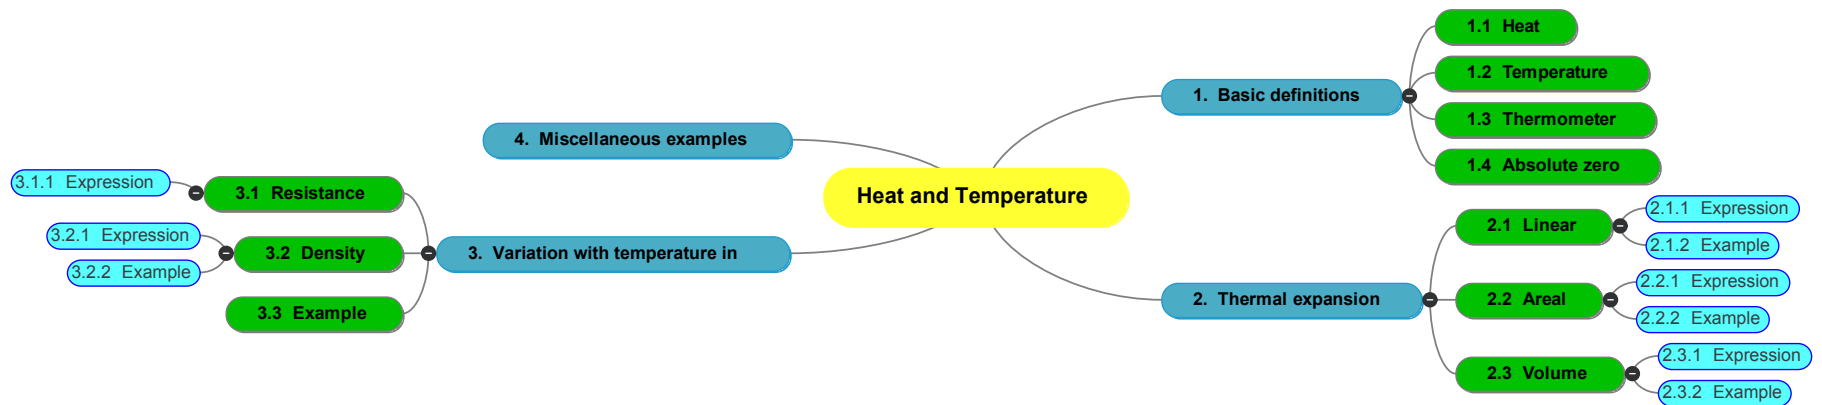 Heat and Temperature
1. Basic definitions
1.1 Heat
1.2 Temperature
1.3 Thermometer
1.4 Absolute zero
2. Thermal expansion
2.1 Linear
2.1.1 Expression
2.1.2 Example
2.2 Areal
2.2.1 Expression
2.2.2 Example
2.3 Volume
2.3.1 Expression
2.3.2 Example
3. Variation with temperature in
3.1 Resistance
3.1.1 Expression
3.2 Density
3.2.1 Expression
3.2.2 Example
3.3 Example
4. Miscellaneous examples